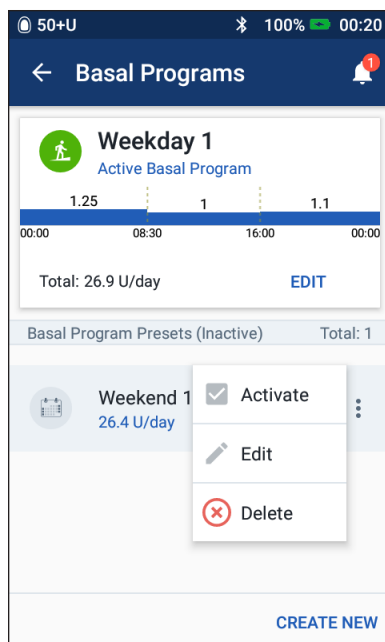 50+U 100% 00:20
Basal Programs 1
Weekday 1
Active Basal Program
1.25 1 1.1
00:00 08:30 16:00 00:00
Total: 26.9 U/day EDIT
Basal Program Presets (Inactive) Total: 1
Weekend 1
26.4 U/day
Activate
Edit
Delete
CREATE NEW